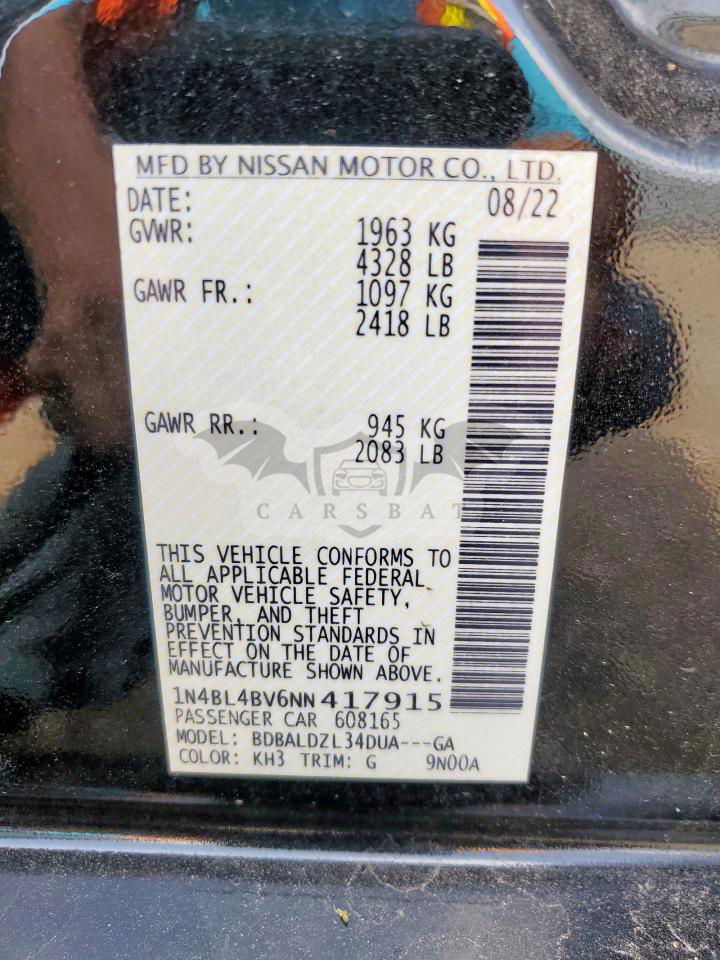 MFD BY NISSAN MOTOR CO., LTD.
DATE: 08/22
GVWR: 1963 KG
4328 LB
GAWR FR.: 1097 KG
2418 LB
GAWR RR.: 945 KG
2083 LB
CARSBAT
THIS VEHICLE CONFORMS TO
ALL APPLICABLE FEDERAL
MOTOR VEHICLE SAFETY,
BUMPER, AND THEFT
PREVENTION STANDARDS IN
EFFECT ON THE DATE OF
MANUFACTURE SHOWN ABOVE.
1N4BL4BV6NN417915
PASSENGER CAR 608165
MODEL: BDBALDZL34DUA---GA
COLOR: KH3 TRIM: G 9N00A